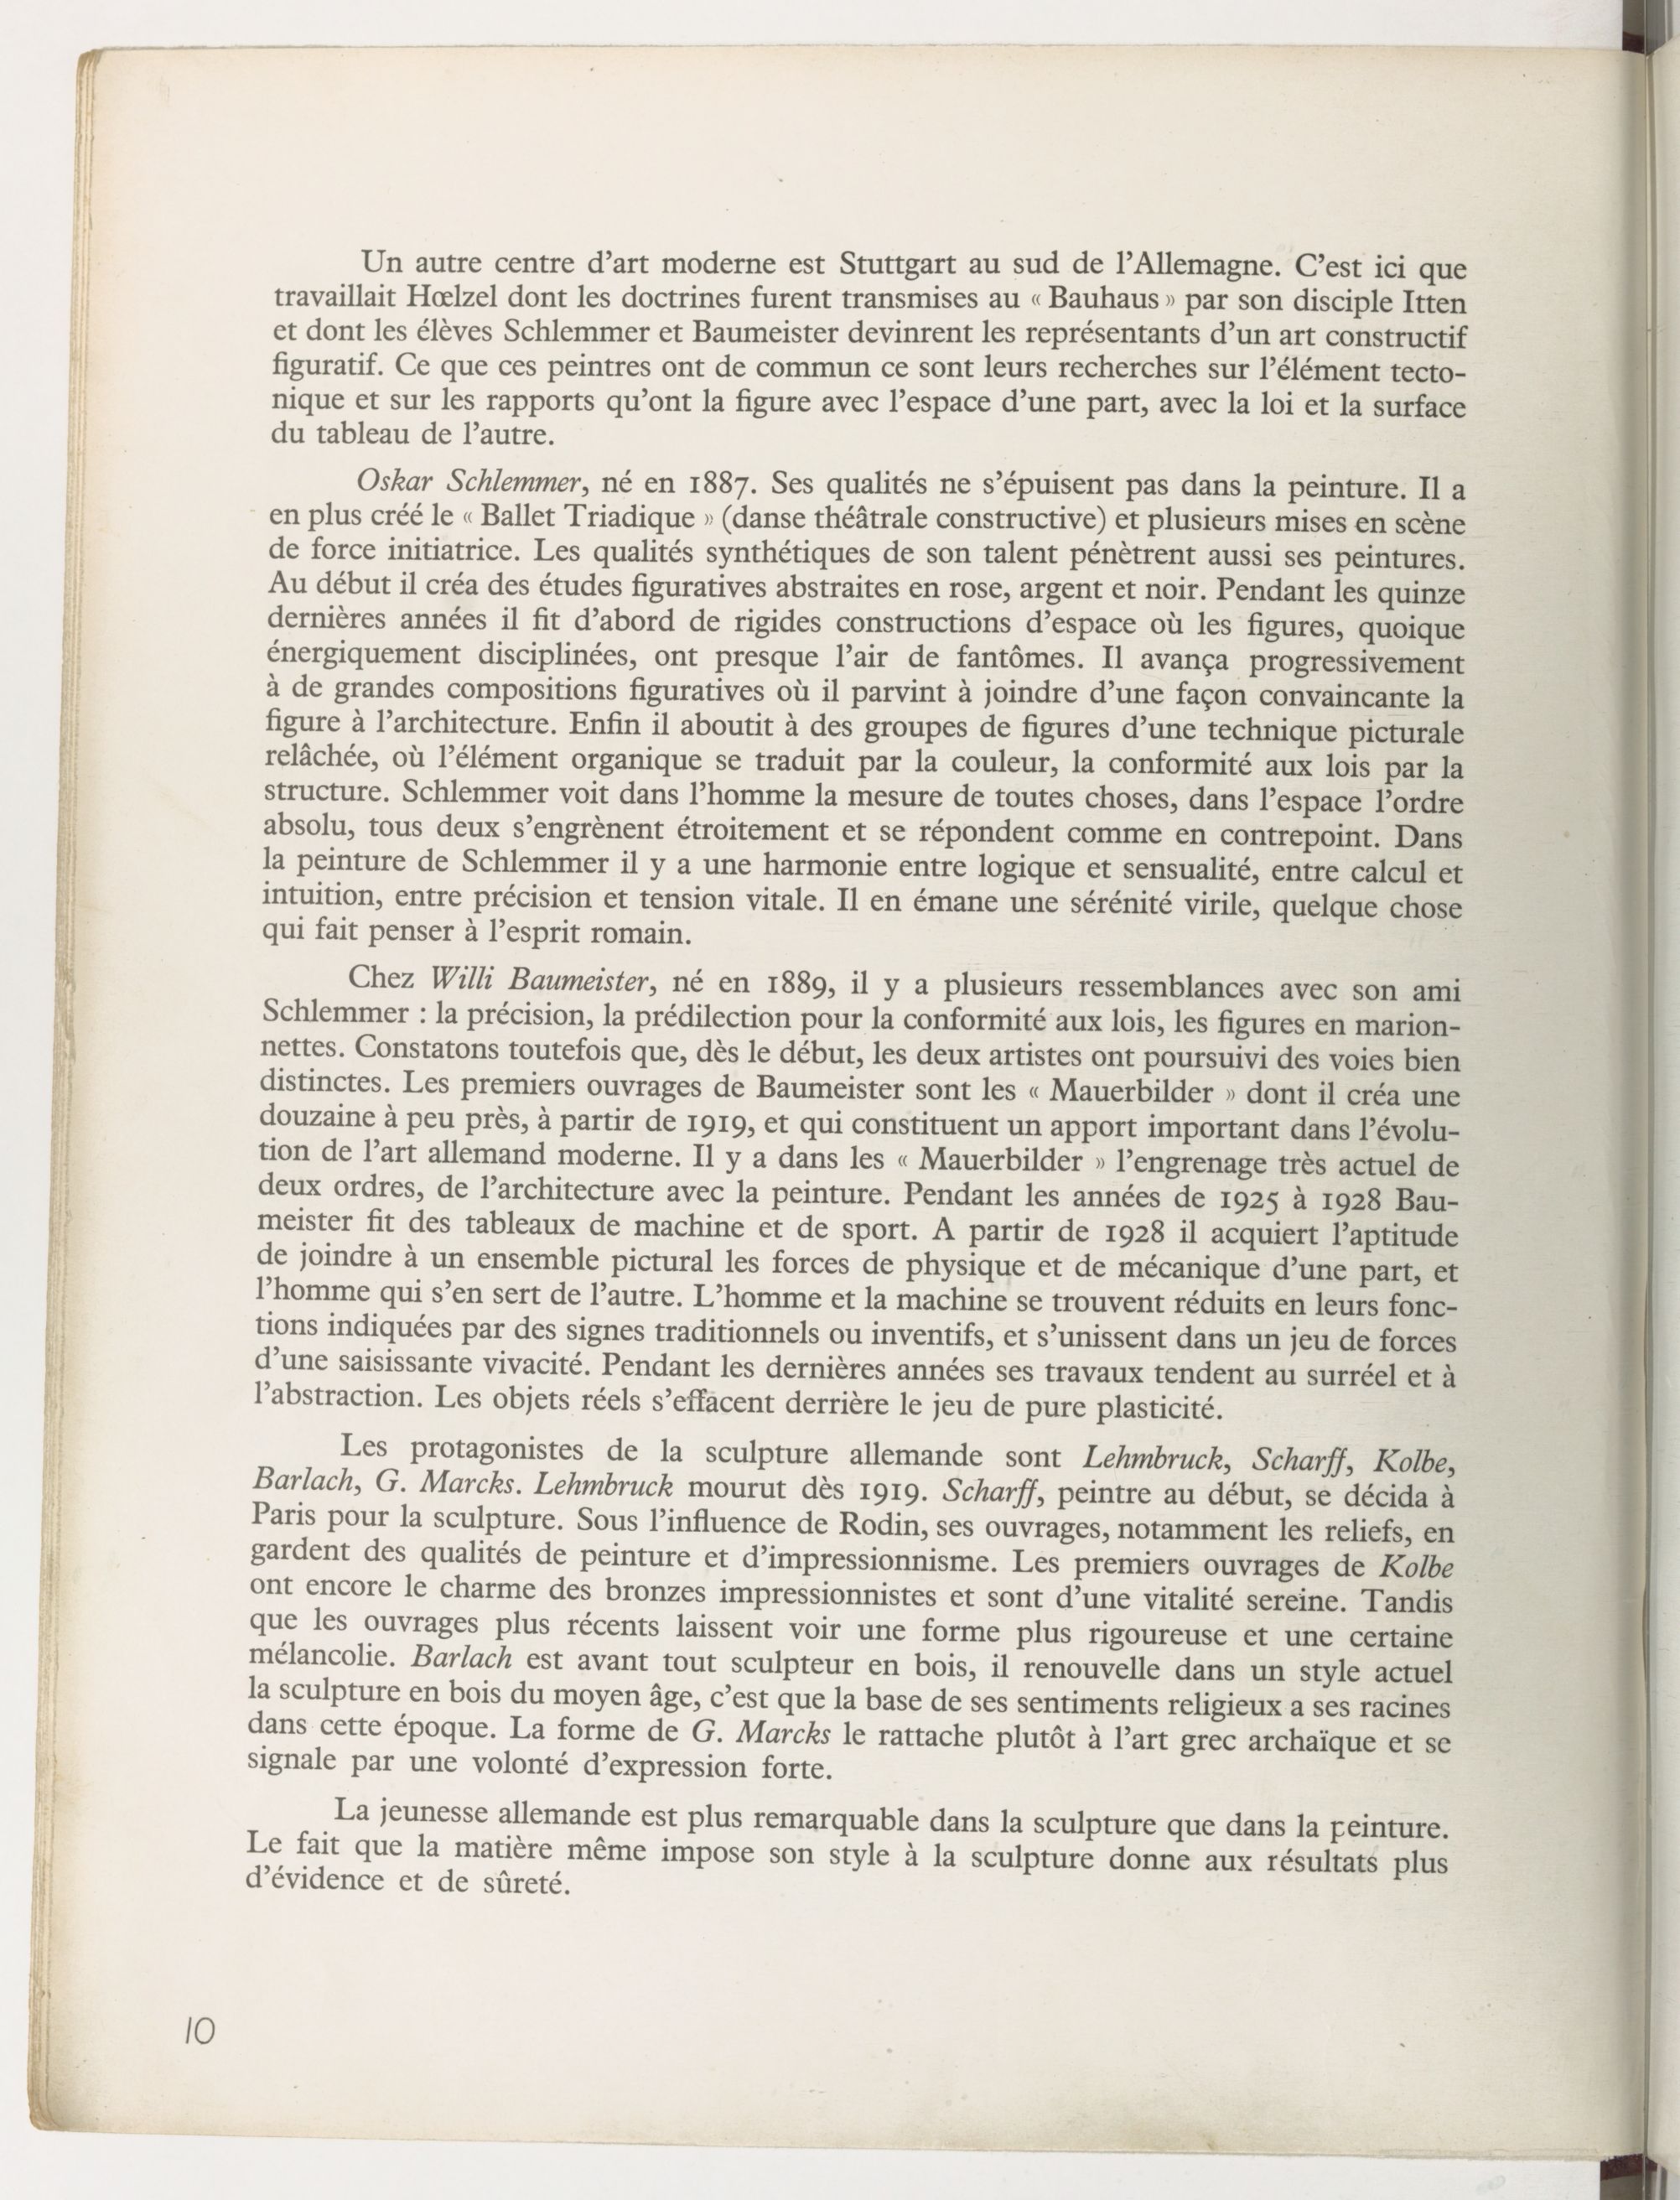 Un autre centre d’art moderne est Stuttgart au sud de l’Allemagne. C’est ici que
travaillait Hœlzel dont les doctrines furent transmises au « Bauhaus » par son disciple Itten
et dont les élèves Schlemmer et Baumeister devinrent les représentants d’un art constructif
figuratif. Ce que ces peintres ont de commun ce sont leurs recherches sur l’élément tecto-
nique et sur les rapports qu’ont la figure avec l’espace d’une part, avec la loi et la surface
du tableau de l’autre.
Oskar Schlemmer, né en 1887. Ses qualités ne s’épuisent pas dans la peinture. Il a
en plus créé le « Ballet Triadique » (danse théâtrale constructive) et plusieurs mises en scène
de force initiatrice. Les qualités synthétiques de son talent pénètrent aussi ses peintures.
Au début il créa des études figuratives abstraites en rose, argent et noir. Pendant les quinze
dernières années il fit d’abord de rigides constructions d’espace où les figures, quoique
énergiquement disciplinées, ont presque l’air de fantômes. Il avança progressivement
à de grandes compositions figuratives où il parvint à joindre d’une façon convaincante la
figure à l’architecture. Enfin il aboutit à des groupes de figures d’une technique picturale
relâchée, où l’élément organique se traduit par la couleur, la conformité aux lois par la
structure. Schlemmer voit dans l’homme la mesure de toutes choses, dans l’espace l’ordre
absolu, tous deux s’engrènent étroitement et se répondent comme en contrepoint. Dans
la peinture de Schlemmer il y a une harmonie entre logique et sensualité, entre calcul et
intuition, entre précision et tension vitale. Il en émane une sérénité virile, quelque chose
qui fait penser à l’esprit romain.
Chez Willi Baumeister, né en 1889, il y a plusieurs ressemblances avec son ami
Schlemmer : la précision, la prédilection pour la conformité aux lois, les figures en marion-
nettes. Constatons toutefois que, dès le début, les deux artistes ont poursuivi des voies bien
distinctes. Les premiers ouvrages de Baumeister sont les « Mauerbilder » dont il créa une
douzaine à peu près, à partir de 1919, et qui constituent un apport important dans l’évolu-
tion de l’art allemand moderne. Il y a dans les « Mauerbilder » l’engrenage très actuel de
deux ordres, de l’architecture avec la peinture. Pendant les années de 1925 à 1928 Bau-
meister fit des tableaux de machine et de sport. A partir de 1928 il acquiert l’aptitude
de joindre à un ensemble pictural les forces de physique et de mécanique d’une part, et
l’homme qui s’en sert de l’autre. L’homme et la machine se trouvent réduits en leurs fonc-
tions indiquées par des signes traditionnels ou inventifs, et s’unissent dans un jeu de forces
d’une saisissante vivacité. Pendant les dernières années ses travaux tendent au surréel et à
l’abstraction. Les objets réels s’effacent derrière le jeu de pure plasticité.
Les protagonistes de la sculpture allemande sont Lehmbruck, Scharff, Kolbe,
Barlach, G. Marcks. Lehmbruck mourut dès 1919. Scharff, peintre au début, se décida à
Paris pour la sculpture. Sous l’influence de Rodin, ses ouvrages, notamment les reliefs, en
gardent des qualités de peinture et d’impressionnisme. Les premiers ouvrages de Kolbe
ont encore le charme des bronzes impressionnistes et sont d’une vitalité sereine. Tandis
que les ouvrages plus récents laissent voir une forme plus rigoureuse et une certaine
mélancolie. Barlach est avant tout sculpteur en bois, il renouvelle dans un style actuel
la sculpture en bois du moyen âge, c’est que la base de ses sentiments religieux a ses racines
dans cette époque. La forme de G. Marcks le rattache plutôt à l’art grec archaïque et se
signale par une volonté d’expression forte.
La jeunesse allemande est plus remarquable dans la sculpture que dans la peinture.
Le fait que la matière même impose son style à la sculpture donne aux résultats plus
d’évidence et de sûreté.
10